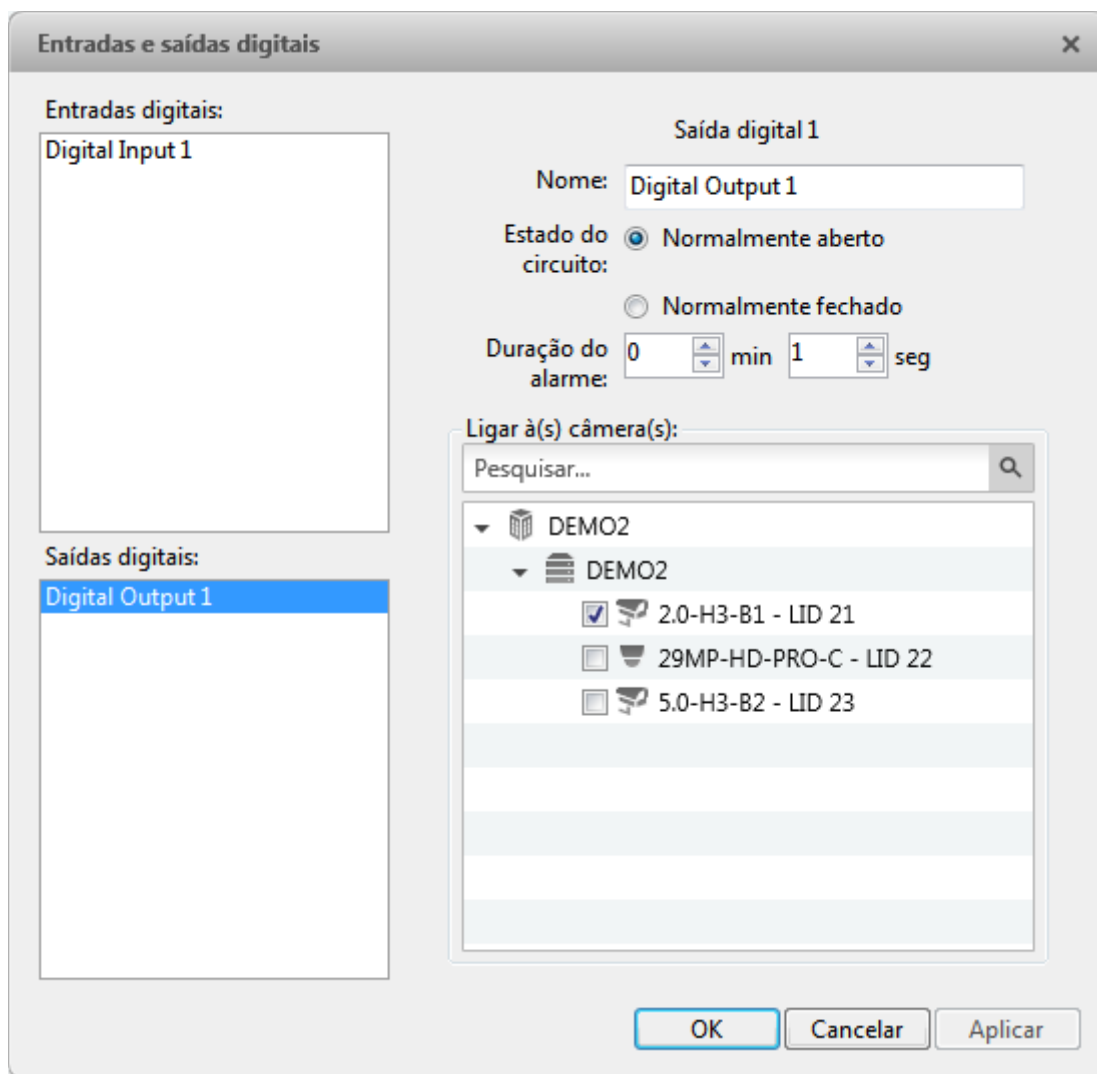 Entradas e saídas digitais
Entradas digitais:
Digital Input 1
Saídas digitais:
Digital Output 1
Saída digital 1
Nome:
Digital Output 1
Estado do
circuito:
Normalmente aberto
Normalmente fechado
Duração do
alarme:
0 min 1 seg
Ligar à(s) câmera(s):
Pesquisar...
DEMO2
DEMO2
2.0-H3-B1 - LID 21
29MP-HD-PRO-C - LID 22
5.0-H3-B2 - LID 23
OK Cancelar Aplicar